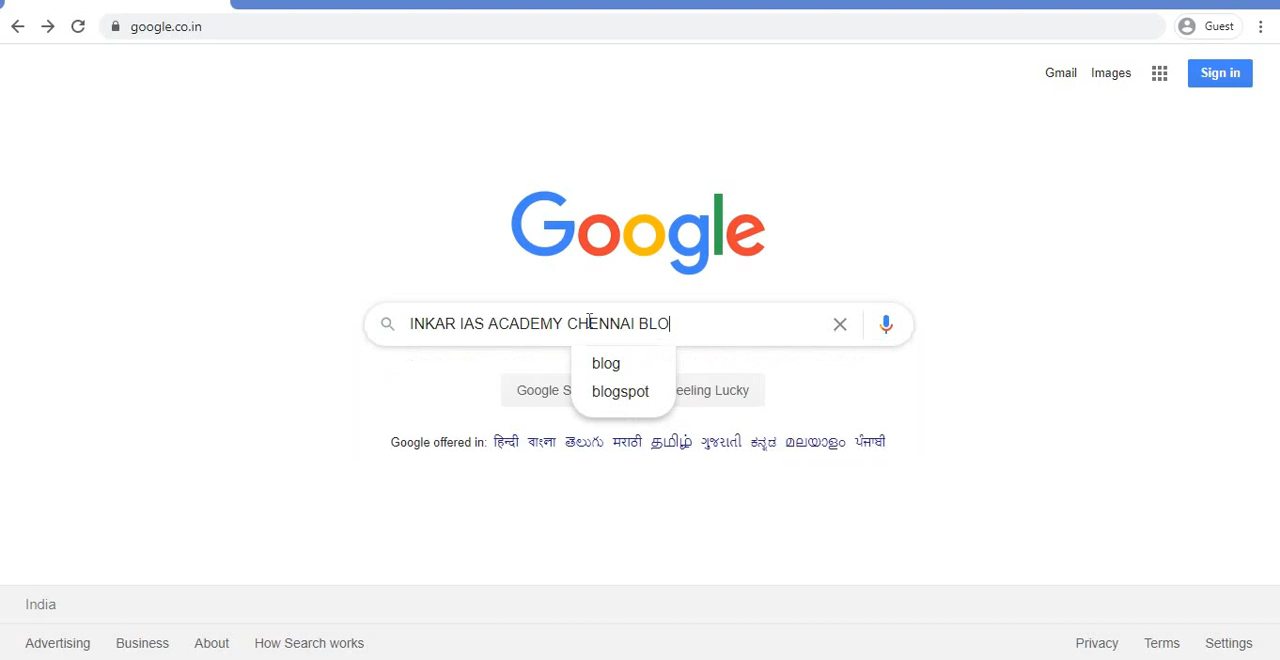 google.co.in
Guest
Gmail Images
Sign in
Google
INKAR IAS ACADEMY CHENNAI BLO
blog
Google S
eeling Lucky
blogspot
Google offered in: हिन्दी বাংলা తెలుగు मराठी தமிழ் ગુજરાતી ಕನ್ನಡ മലയാളം ਪੰਜਾਬੀ
India
Advertising Business About How Search works Privacy Terms Settings